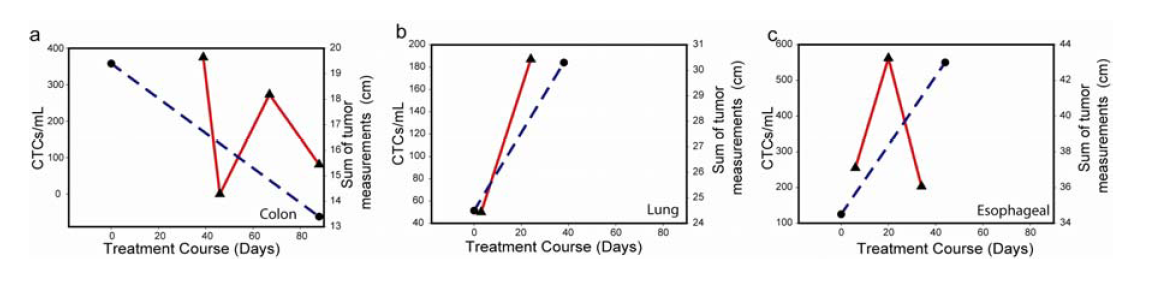 a
400
300
200
100
0
CTCs/mL
20
19
18
17
16
15
14
13
Sum of tumor
measurements (cm)
Colon
0 20 40 60 80
Treatment Course (Days)
b
200
180
160
140
120
100
80
60
40
CTCs/mL
31
30
29
28
27
26
25
24
Sum of tumor
measurements (cm)
Lung
0 20 40 60 80
Treatment Course (Days)
c
600
500
400
300
200
100
CTCs/mL
44
42
40
38
36
34
Sum of tumor
measurements (cm)
Esophageal
0 20 40 60 80
Treatment Course (Days)